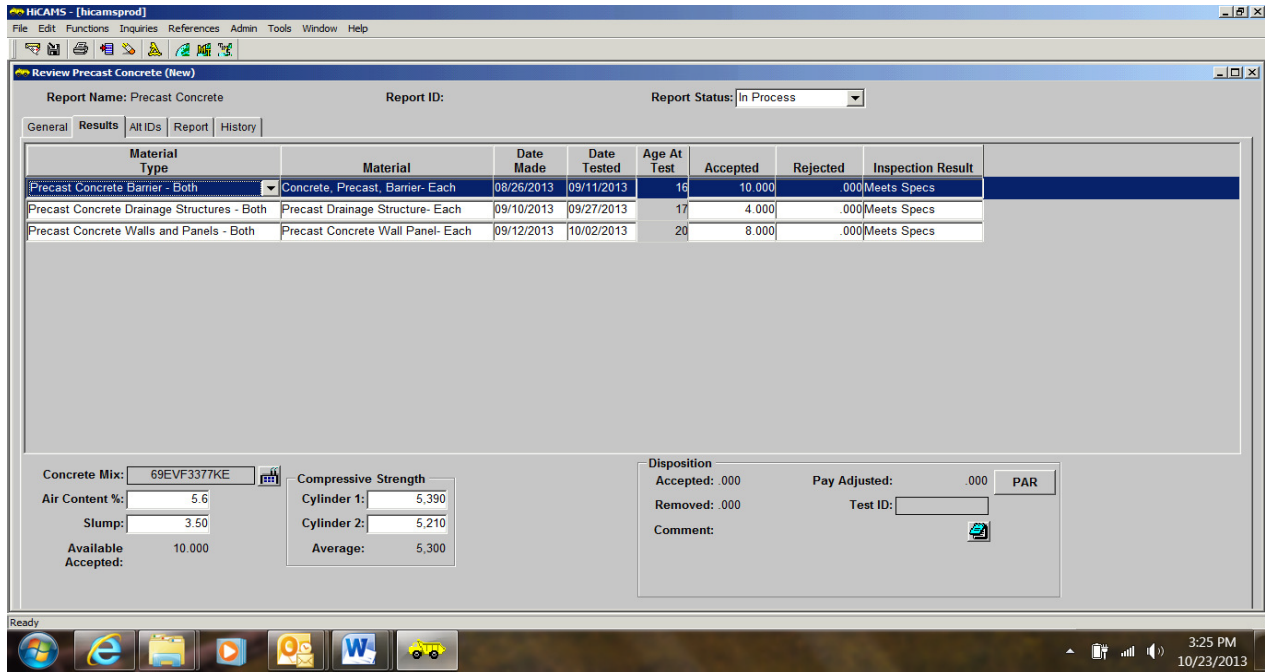 HiCAMS - [hicamsprod]
File Edit Functions Inquiries References Admin Tools Window Help
Review Precast Concrete (New)
Report Name: Precast Concrete Report ID: Report Status: In Process
General Results Alt IDs Report History
Material Type Material Date Made Date Tested Age At Test Accepted Rejected Inspection Result
Precast Concrete Barrier - Both Concrete, Precast, Barrier- Each 08/26/2013 09/11/2013 16 10.000 .000 Meets Specs
Precast Concrete Drainage Structures - Both Precast Drainage Structure- Each 09/10/2013 09/27/2013 17 4.000 .000 Meets Specs
Precast Concrete Walls and Panels - Both Precast Concrete Wall Panel- Each 09/12/2013 10/02/2013 20 8.000 .000 Meets Specs
Concrete Mix: 69EVF3377KE
Air Content %: 5.6
Slump: 3.50
Available Accepted: 10.000
Compressive Strength
Cylinder 1: 5,390
Cylinder 2: 5,210
Average: 5,300
Disposition
Accepted: .000 Pay Adjusted: .000 PAR
Removed: .000 Test ID:
Comment:
Ready
3:25 PM
10/23/2013